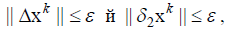 || Δx^k || ≤ ε й || δ₂x^k || ≤ ε ,